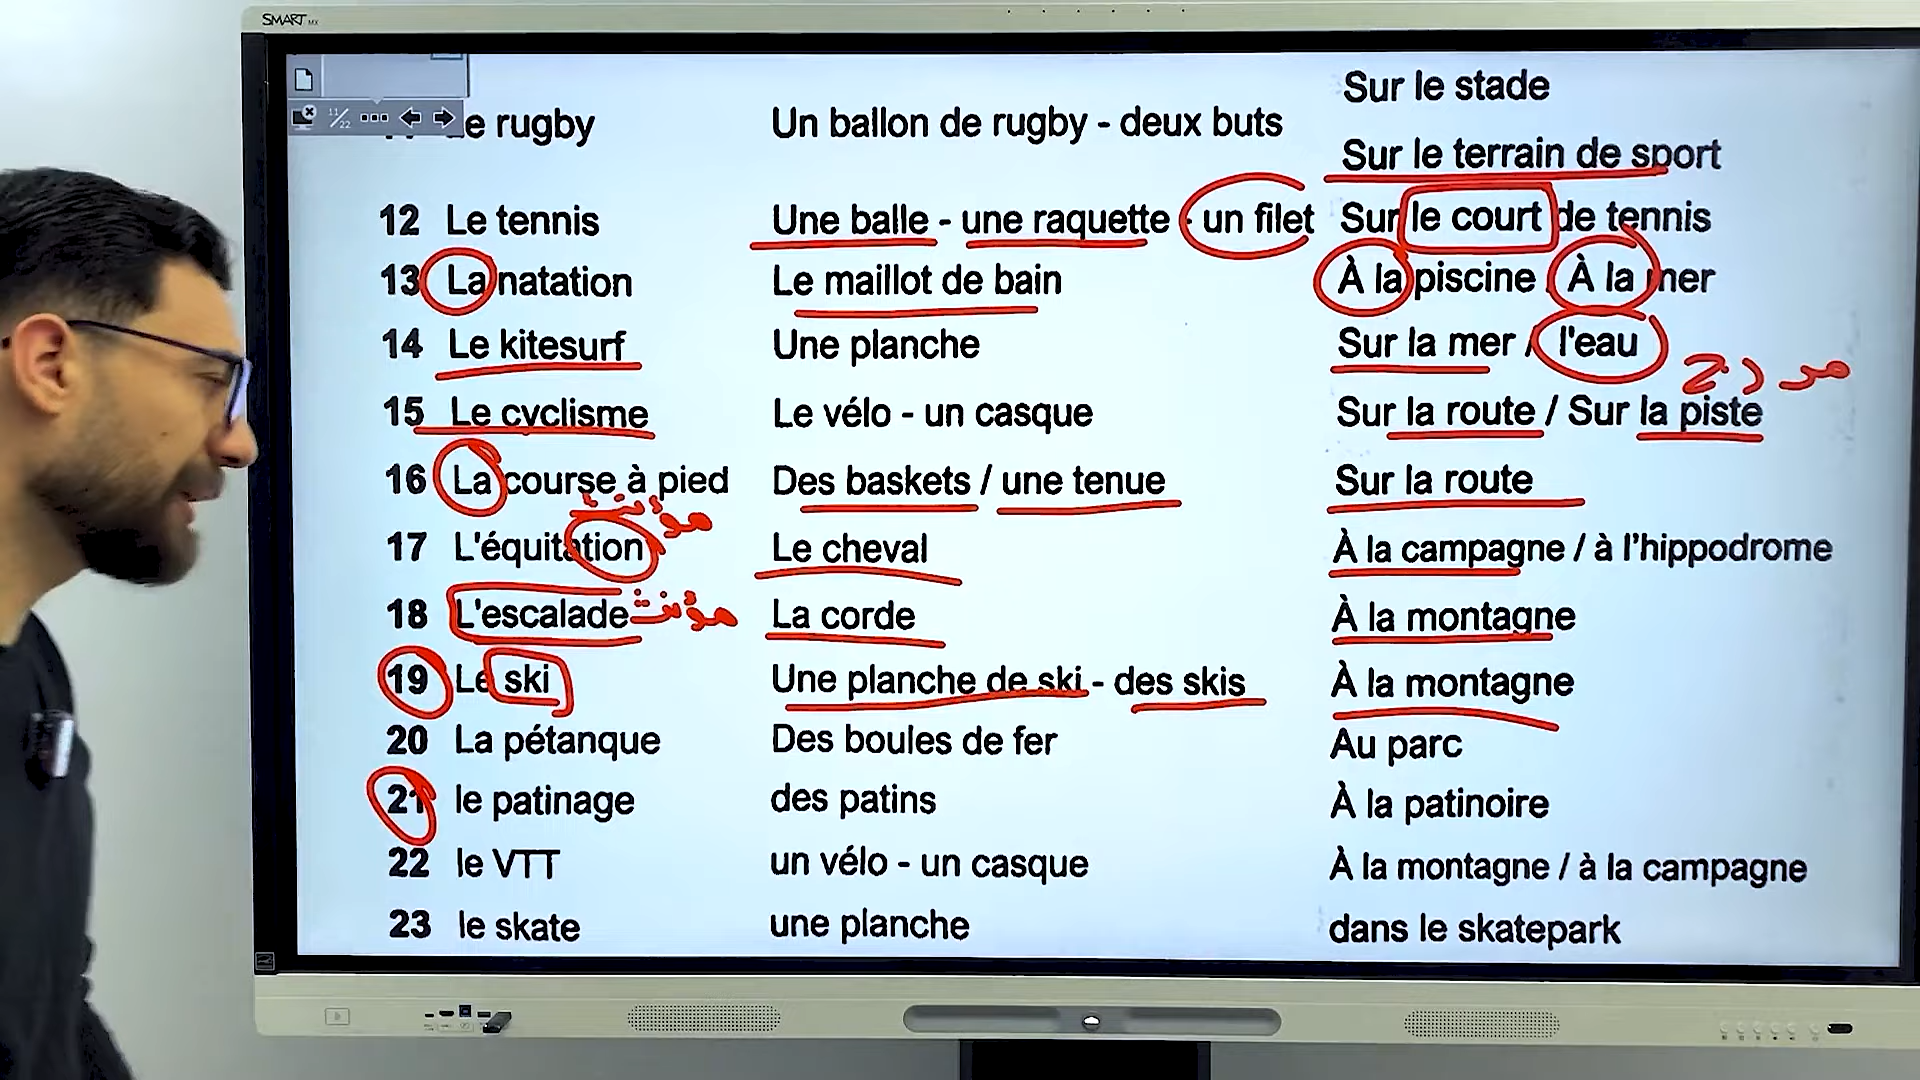 SMART MX
Sur le stade
11/22
e rugby Un ballon de rugby - deux buts
Sur le terrain de sport
12 Le tennis Une balle - une raquette - un filet Sur le court de tennis
13 La natation Le maillot de bain À la piscine / À la mer
14 Le kitesurf Une planche Sur la mer / l'eau
15 Le cyclisme Le vélo - un casque Sur la route / Sur la piste
16 La course à pied Des baskets / une tenue Sur la route
مؤنث
17 L'équitation Le cheval À la campagne / à l'hippodrome
18 L'escalade مؤنث La corde À la montagne
19 Le ski Une planche de ski - des skis À la montagne
20 La pétanque Des boules de fer Au parc
21 le patinage des patins À la patinoire
22 le VTT un vélo - un casque À la montagne / à la campagne
23 le skate une planche dans le skatepark